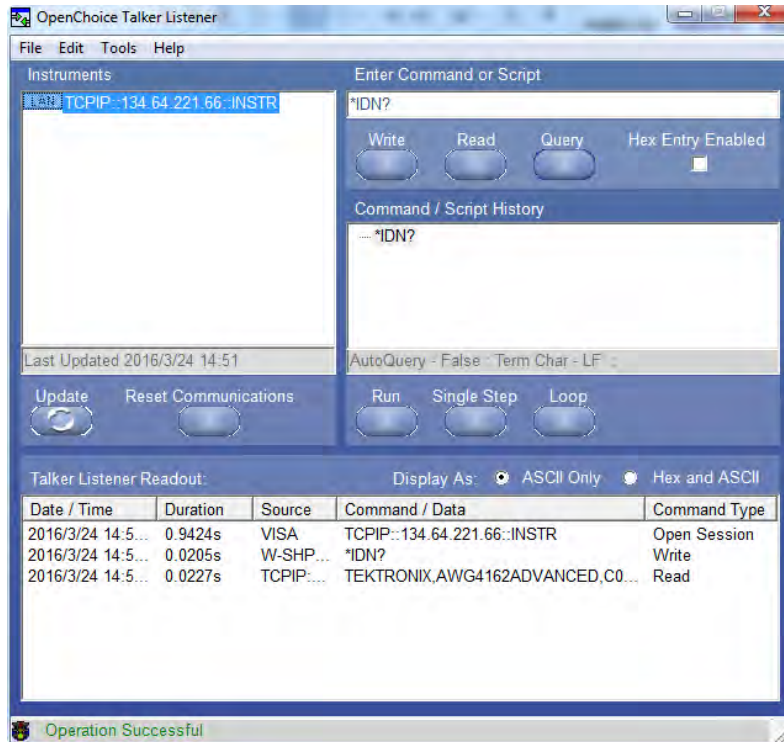 OpenChoice Talker Listener
File Edit Tools Help
Instruments
LAN TCPIP::134.64.221.66::INSTR
Last Updated 2016/3/24 14:51
Update Reset Communications
Enter Command or Script
*IDN?
Write Read Query Hex Entry Enabled
Command / Script History
*IDN?
AutoQuery - False : Term Char - LF :
Run Single Step Loop
Talker Listener Readout: Display As: ASCII Only Hex and ASCII
Date / Time Duration Source Command / Data Command Type
2016/3/24 14:5... 0.9424s VISA TCPIP::134.64.221.66::INSTR Open Session
2016/3/24 14:5... 0.0205s W-SHP... *IDN? Write
2016/3/24 14:5... 0.0227s TCPIP:... TEKTRONIX,AWG4162ADVANCED,C0... Read
Operation Successful